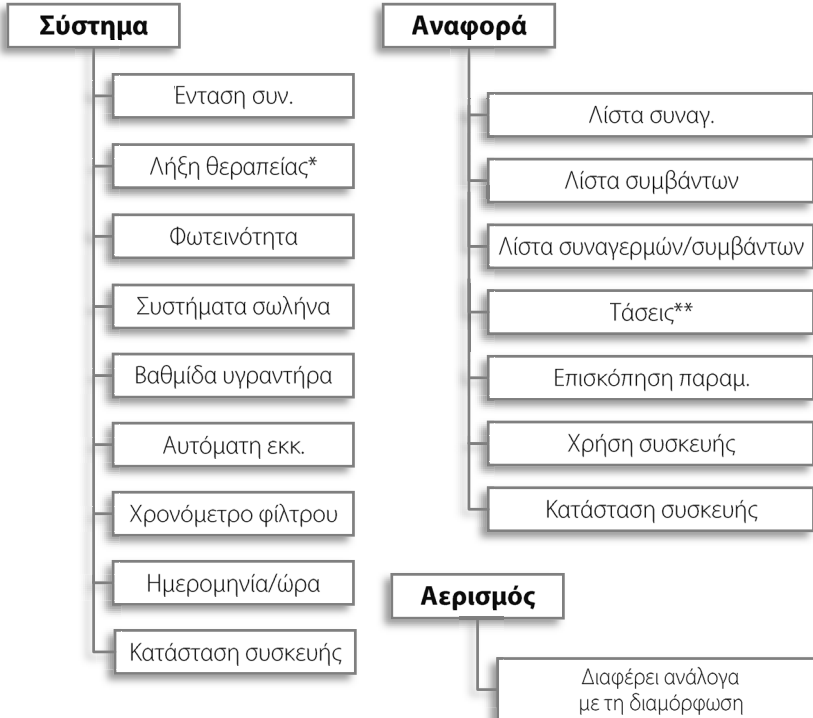 Σύστημα
Ένταση συν.
Λήξη θεραπείας*
Φωτεινότητα
Συστήματα σωλήνα
Βαθμίδα υγραντήρα
Αυτόματη εκκ.
Χρονόμετρο φίλτρου
Ημερομηνία/ώρα
Κατάσταση συσκευής
Αναφορά
Λίστα συναγ.
Λίστα συμβάντων
Λίστα συναγερμών/συμβάντων
Τάσεις**
Επισκόπηση παραμ.
Χρήση συσκευής
Κατάσταση συσκευής
Αερισμός
Διαφέρει ανάλογα
με τη διαμόρφωση